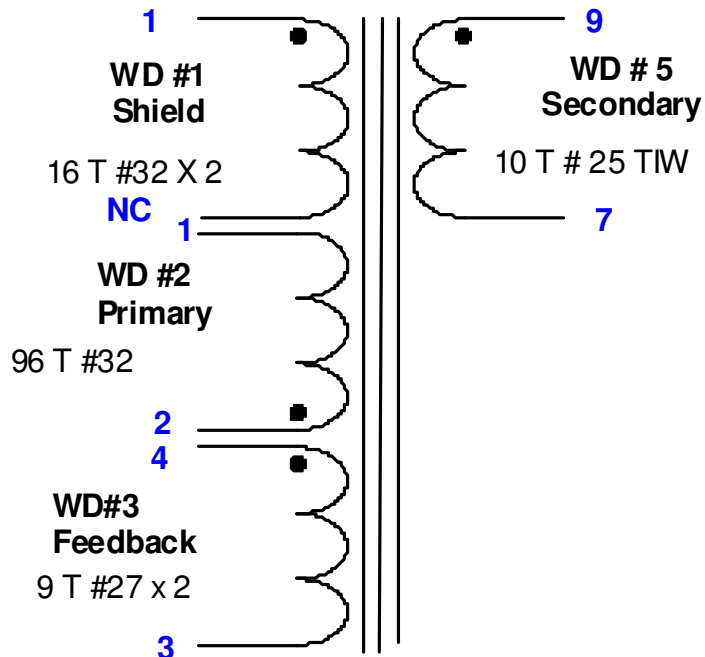 1
WD #1
Shield
16 T #32 X 2
NC
1
WD #2
Primary
96 T #32
2
4
WD#3
Feedback
9 T #27 x 2
3
9
WD # 5
Secondary
10 T # 25 TIW
7